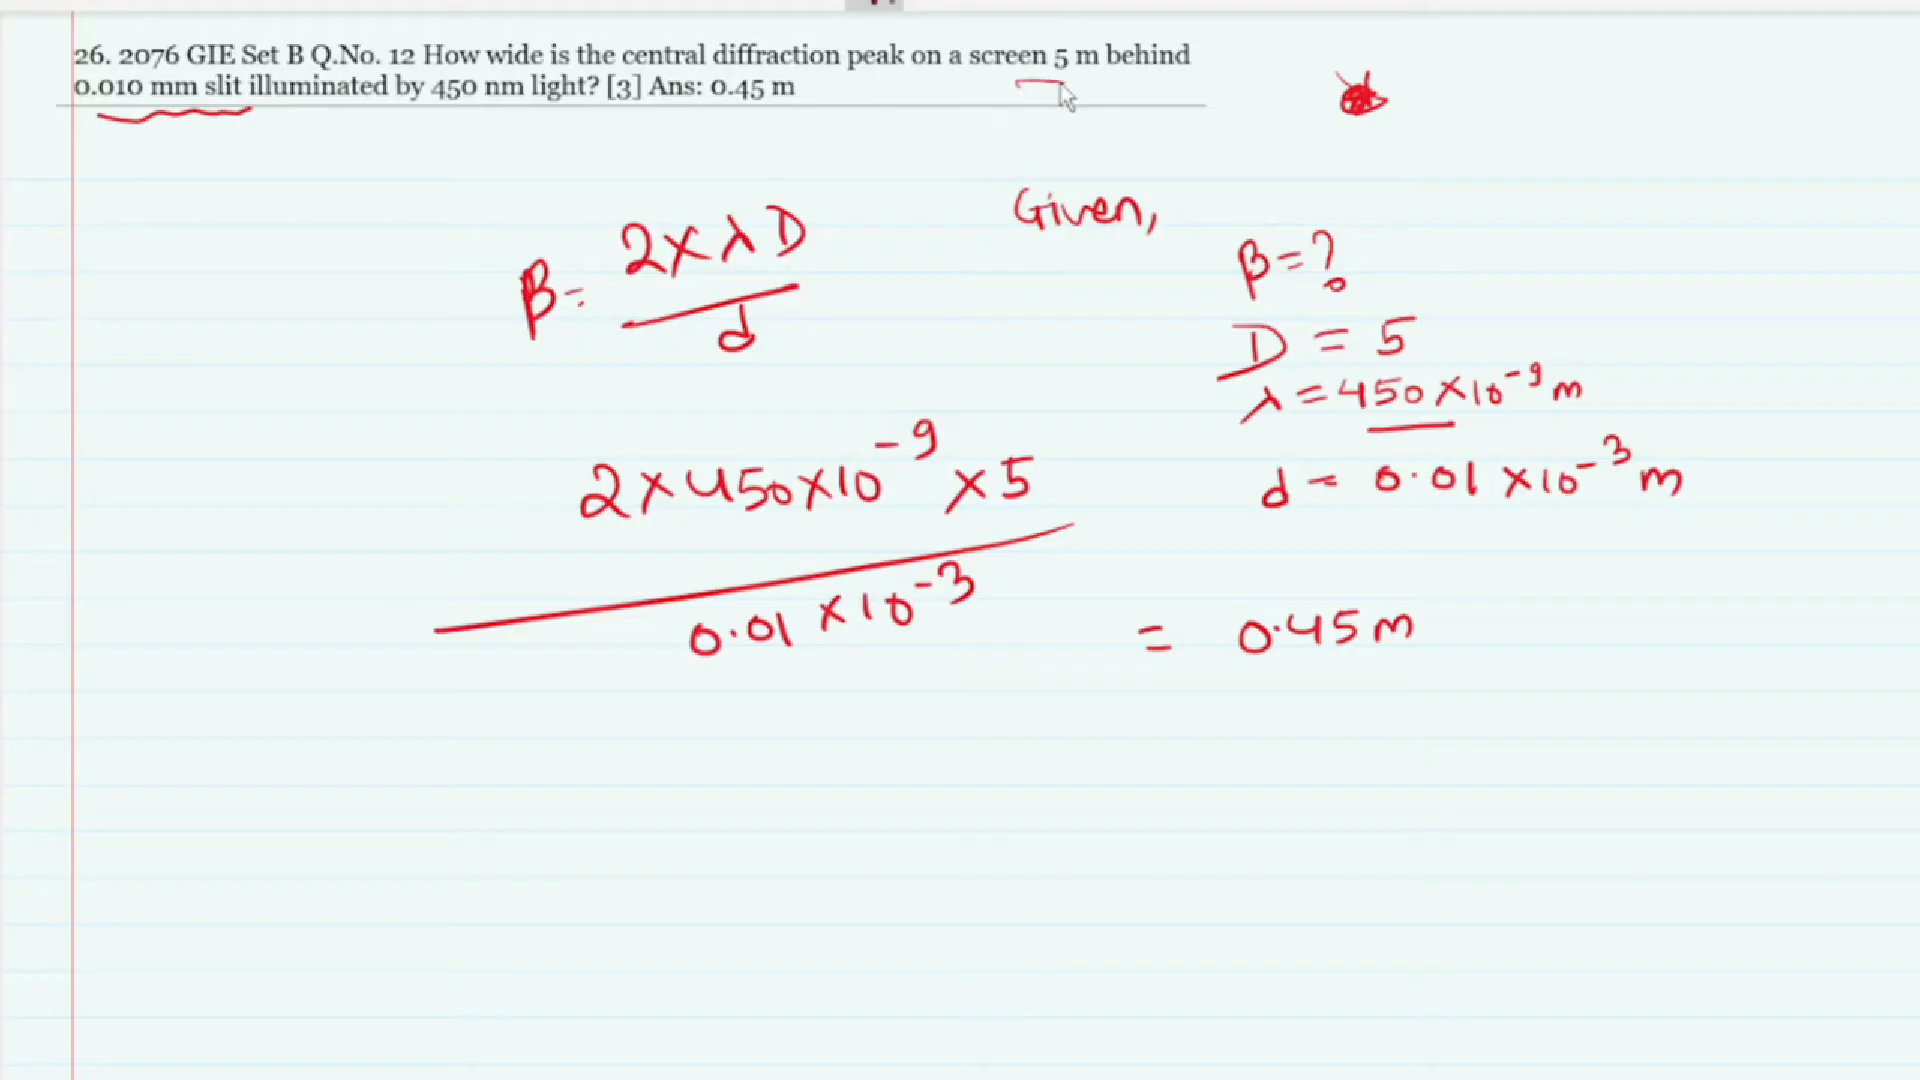 26. 2076 GIE Set B Q.No. 12 How wide is the central diffraction peak on a screen 5 m behind
0.010 mm slit illuminated by 450 nm light? [3] Ans: 0.45 m
Given,
β = 2 × λ D / d
β = ?
D = 5
λ = 450 × 10⁻⁹ m
d = 0.01 × 10⁻³ m
2 × 450 × 10⁻⁹ × 5
0.01 × 10⁻³
= 0.45 m